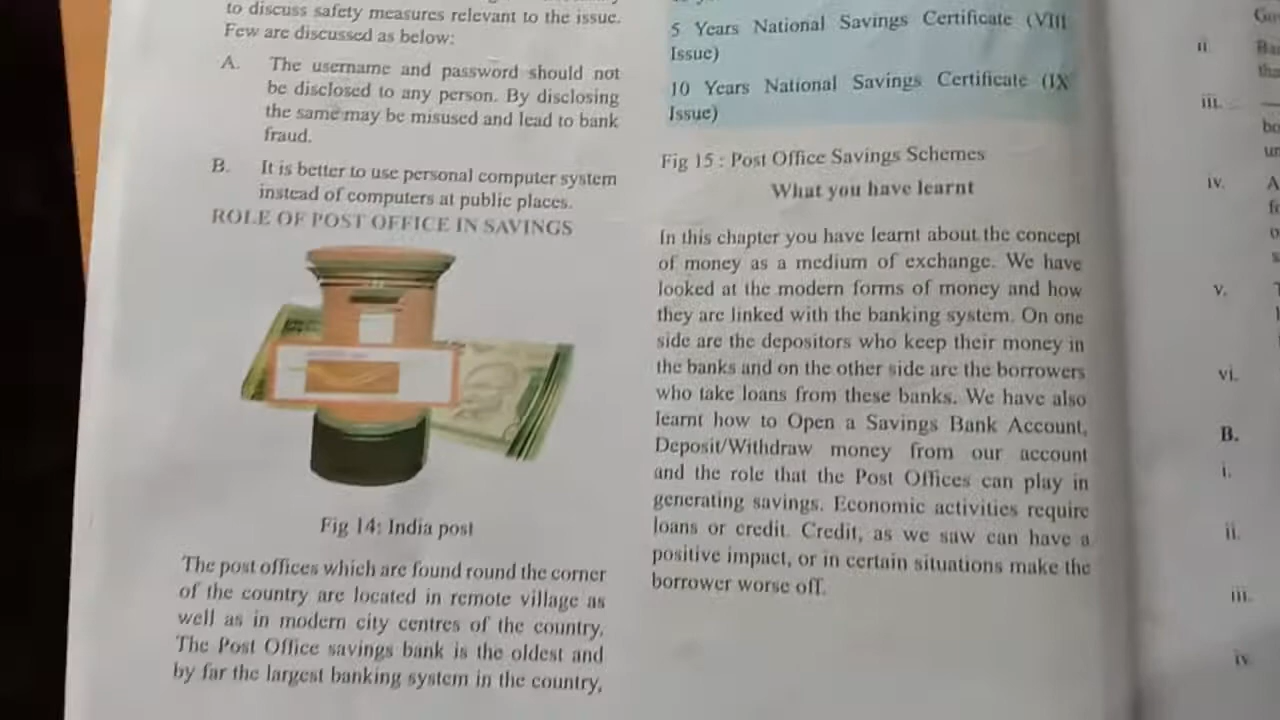 to discuss safety measures relevant to the issue.
Few are discussed as below:
A. The username and password should not
be disclosed to any person. By disclosing
the same may be misused and lead to bank
fraud.
B. It is better to use personal computer system
instead of computers at public places.
ROLE OF POST OFFICE IN SAVINGS
Fig 14: India post
The post offices which are found round the corner
of the country are located in remote village as
well as in modern city centres of the country.
The Post Office savings bank is the oldest and
by far the largest banking system in the country,
5 Years National Savings Certificate (VIII
Issue)
10 Years National Savings Certificate (IX
Issue)
Fig 15 : Post Office Savings Schemes
What you have learnt
In this chapter you have learnt about the concept
of money as a medium of exchange. We have
looked at the modern forms of money and how
they are linked with the banking system. On one
side are the depositors who keep their money in
the banks and on the other side are the borrowers
who take loans from these banks. We have also
learnt how to Open a Savings Bank Account,
Deposit/Withdraw money from our account
and the role that the Post Offices can play in
generating savings. Economic activities require
loans or credit. Credit, as we saw can have a
positive impact, or in certain situations make the
borrower worse off.
ii
iii.
iv. A
v.
vi.
B.
i.
ii.
iii.
iv